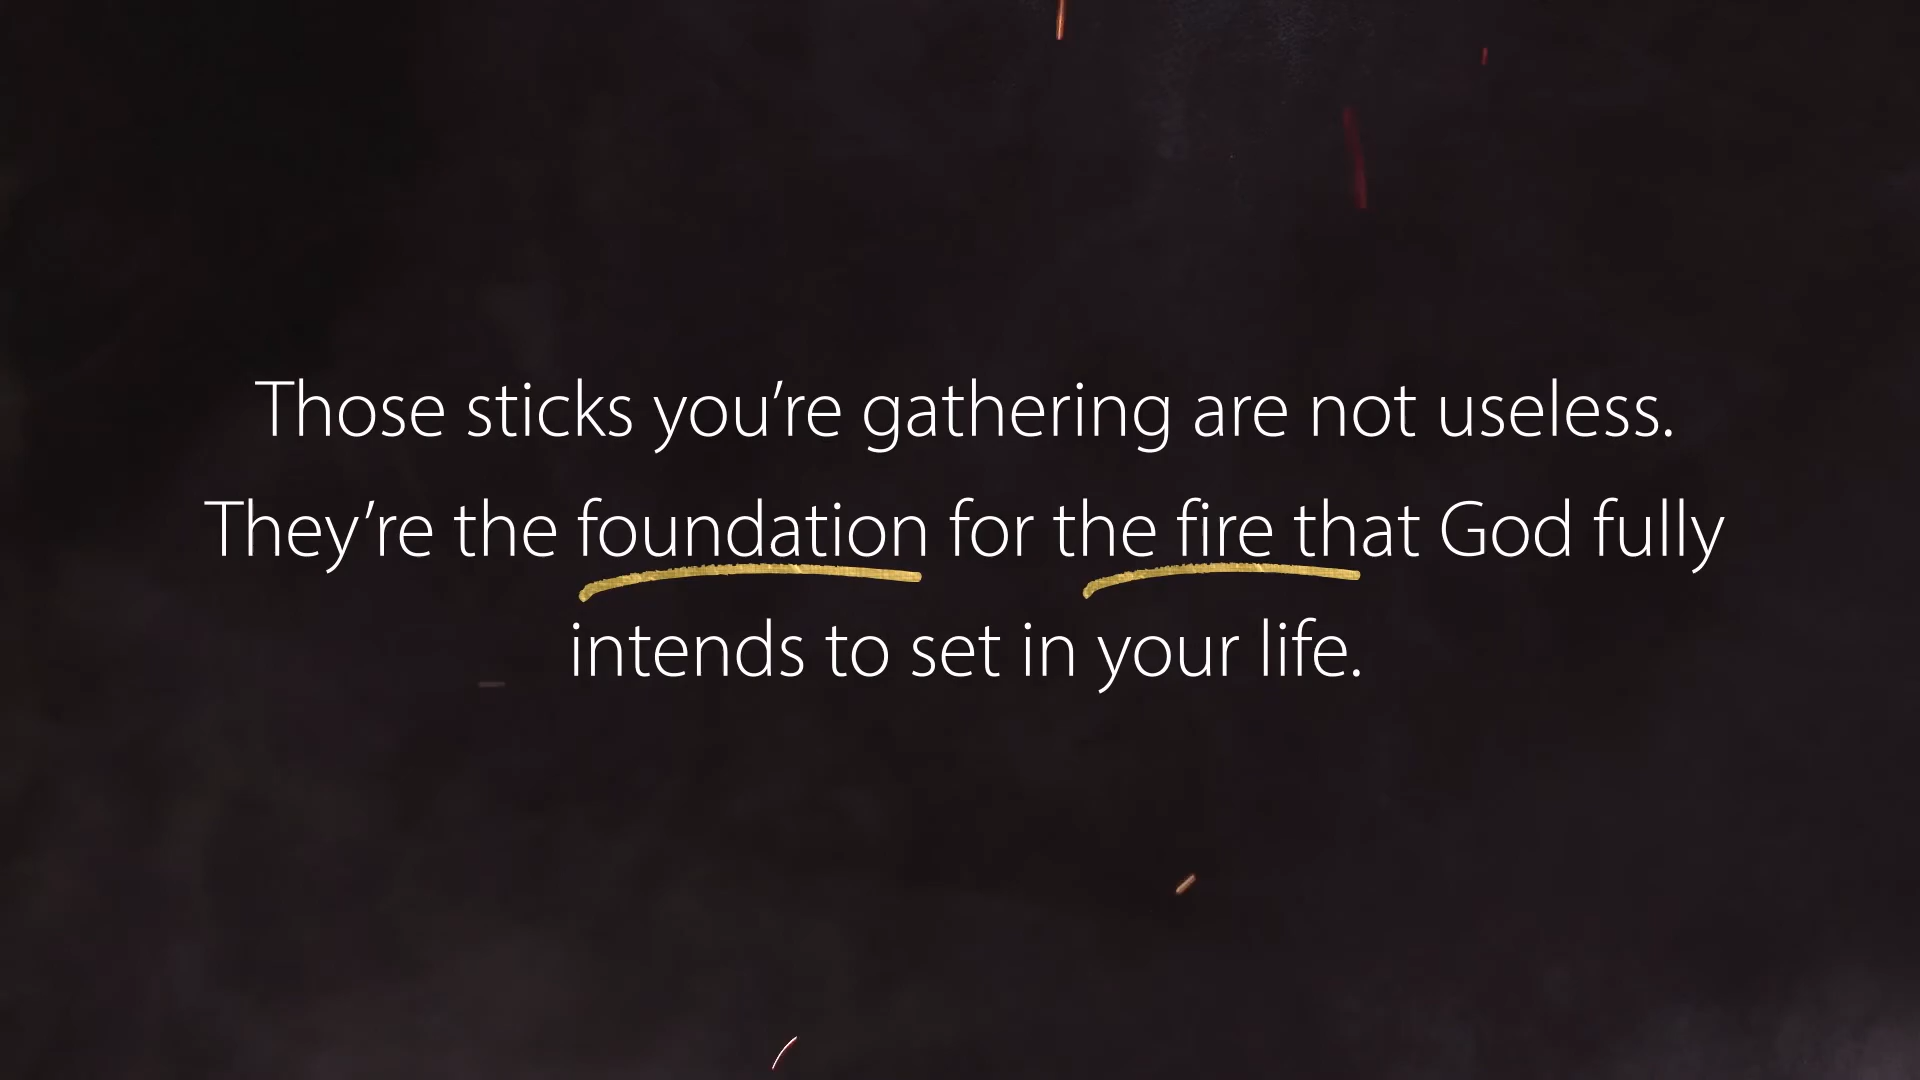 Those sticks you’re gathering are not useless.
They’re the foundation for the fire that God fully
intends to set in your life.